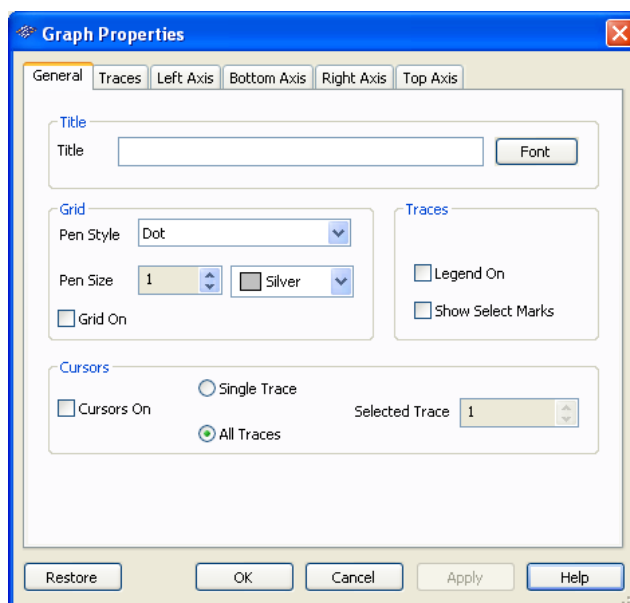 Graph Properties
General Traces Left Axis Bottom Axis Right Axis Top Axis
Title
Title Font
Grid
Pen Style Dot
Pen Size 1 Silver
Grid On
Traces
Legend On
Show Select Marks
Cursors
Cursors On
Single Trace
All Traces
Selected Trace 1
Restore OK Cancel Apply Help